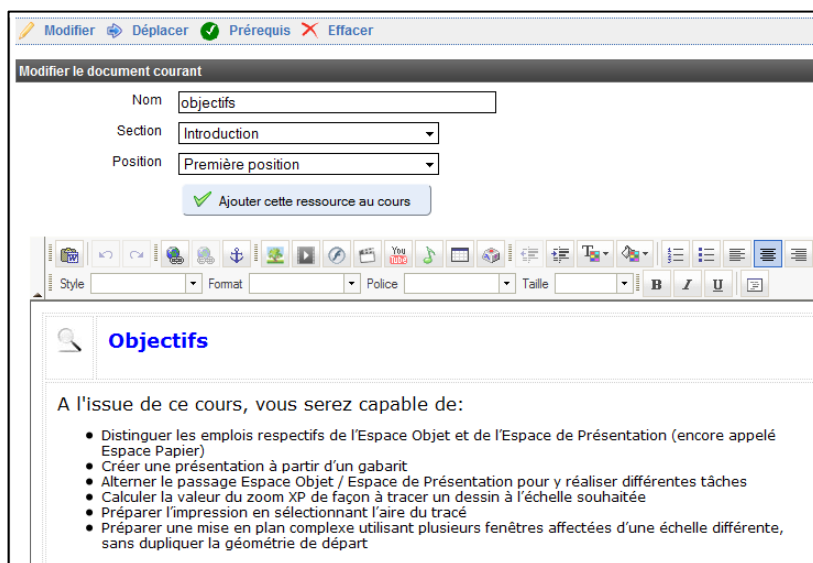 Modifier Déplacer Prérequis Effacer
Modifier le document courant
Nom objectifs
Section Introduction
Position Première position
Ajouter cette ressource au cours
You Tube
Style Format Police Taille B I U
Objectifs
A l'issue de ce cours, vous serez capable de:
Distinguer les emplois respectifs de l'Espace Objet et de l'Espace de Présentation (encore appelé
Espace Papier)
Créer une présentation à partir d'un gabarit
Alterner le passage Espace Objet / Espace de Présentation pour y réaliser différentes tâches
Calculer la valeur du zoom XP de façon à tracer un dessin à l'échelle souhaitée
Préparer l'impression en sélectionnant l'aire du tracé
Préparer une mise en plan complexe utilisant plusieurs fenêtres affectées d'une échelle différente,
sans dupliquer la géométrie de départ